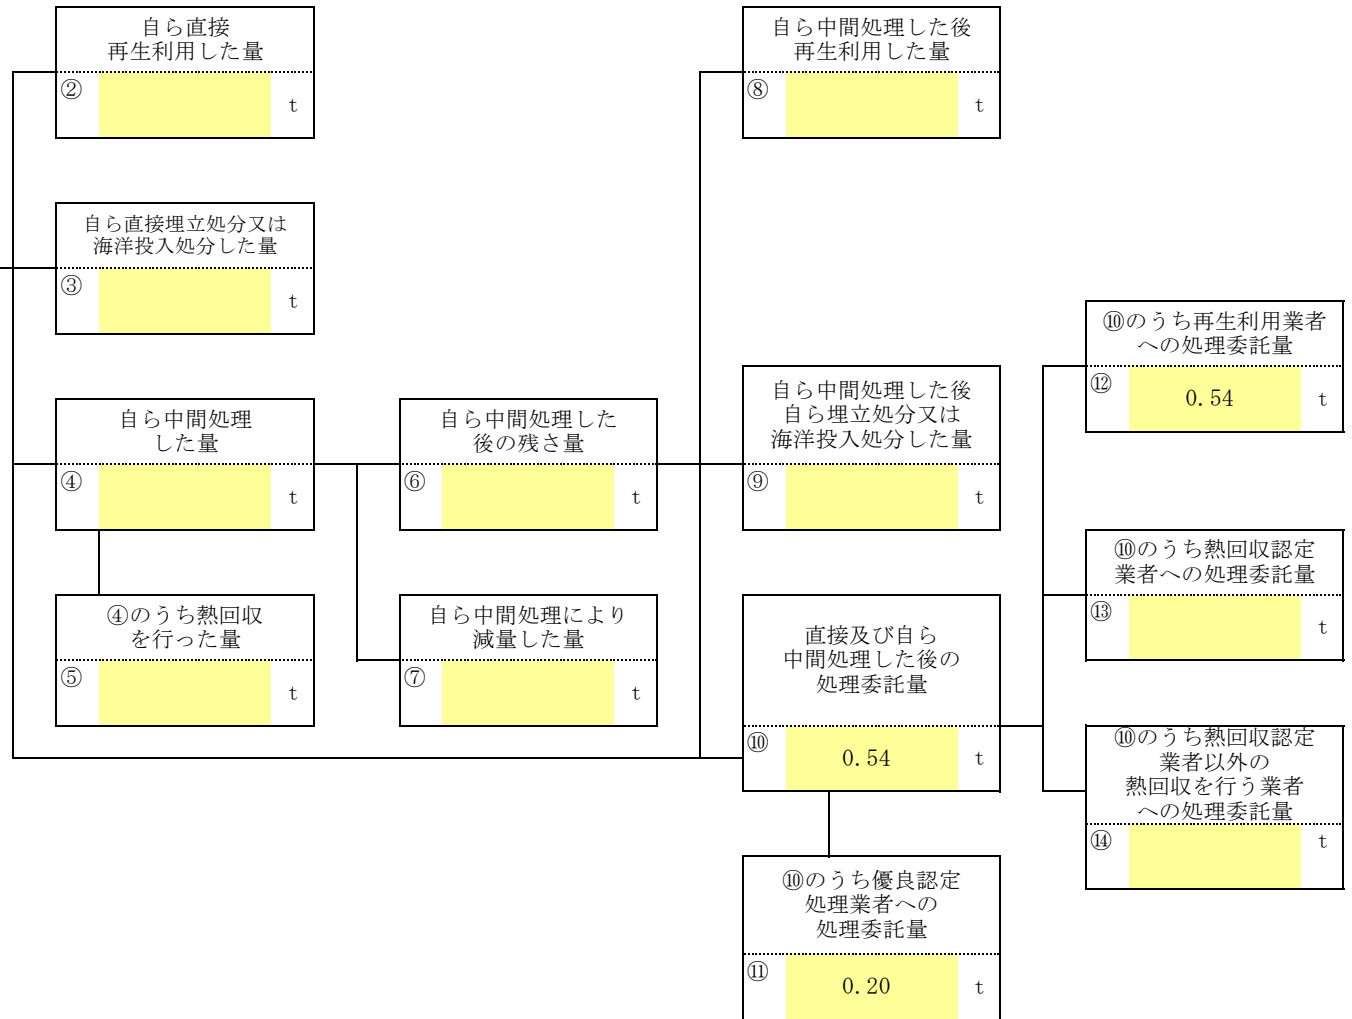 自ら直接
再生利用した量
②
t
自ら中間処理した後
再生利用した量
⑧
t
自ら直接埋立処分又は
海洋投入処分した量
③
t
⑩のうち再生利用業者
への処理委託量
⑫
0.54
t
自ら中間処理
した量
④
t
自ら中間処理した
後の残さ量
⑥
t
自ら中間処理した後
自ら埋立処分又は
海洋投入処分した量
⑨
t
⑩のうち熱回収認定
業者への処理委託量
⑬
t
④のうち熱回収
を行った量
⑤
t
自ら中間処理により
減量した量
⑦
t
直接及び自ら
中間処理した後の
処理委託量
⑩
0.54
t
⑩のうち熱回収認定
業者以外の
熱回収を行う業者
への処理委託量
⑭
t
⑩のうち優良認定
処理業者への
処理委託量
⑪
0.20
t